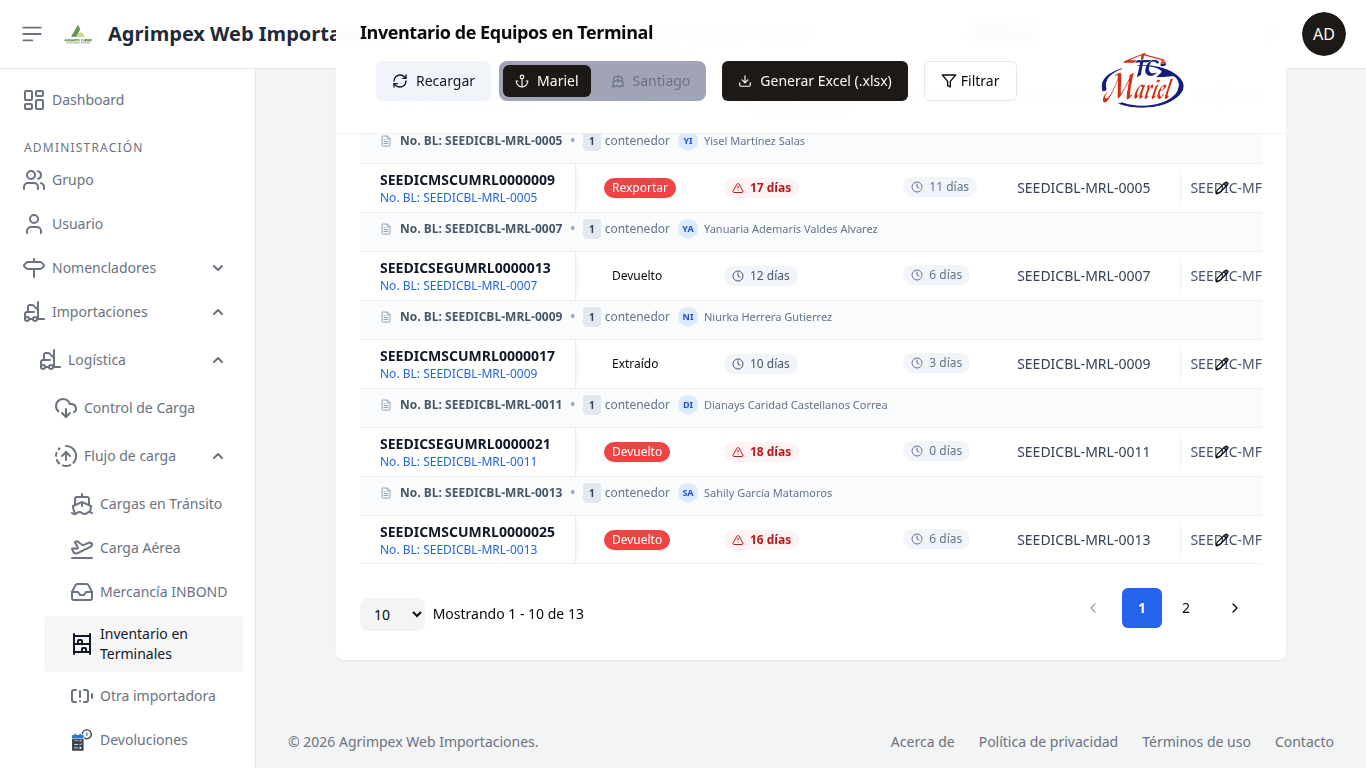 Agrimpex Web Importa
Inventario de Equipos en Terminal
AD
Recargar
Mariel
Santiago
Generar Excel (.xlsx)
Filtrar
TC
Mariel
Dashboard
ADMINISTRACIÓN
Grupo
Usuario
Nomencladores
Importaciones
Logística
Control de Carga
Flujo de carga
Cargas en Tránsito
Carga Aérea
Mercancía INBOND
Inventario en
Terminales
Otra importadora
Devoluciones
No. BL: SEEDICBL-MRL-0005 • 1 contenedor YI Yisel Martínez Salas
SEEDICMSCUMRL0000009
No. BL: SEEDICBL-MRL-0005
Rexportar
17 días
11 días
SEEDICBL-MRL-0005
No. BL: SEEDICBL-MRL-0007 • 1 contenedor YA Yanuaria Ademaris Valdes Alvarez
SEEDICSEGUMRL0000013
No. BL: SEEDICBL-MRL-0007
Devuelto
12 días
6 días
SEEDICBL-MRL-0007
No. BL: SEEDICBL-MRL-0009 • 1 contenedor NI Niurka Herrera Gutierrez
SEEDICMSCUMRL0000017
No. BL: SEEDICBL-MRL-0009
Extraído
10 días
3 días
SEEDICBL-MRL-0009
No. BL: SEEDICBL-MRL-0011 • 1 contenedor DI Dianays Caridad Castellanos Correa
SEEDICSEGUMRL0000021
No. BL: SEEDICBL-MRL-0011
Devuelto
18 días
0 días
SEEDICBL-MRL-0011
No. BL: SEEDICBL-MRL-0013 • 1 contenedor SA Sahily García Matamoros
SEEDICMSCUMRL0000025
No. BL: SEEDICBL-MRL-0013
Devuelto
16 días
6 días
SEEDICBL-MRL-0013
10
Mostrando 1 - 10 de 13
1
2
© 2026 Agrimpex Web Importaciones.
Acerca de
Política de privacidad
Términos de uso
Contacto